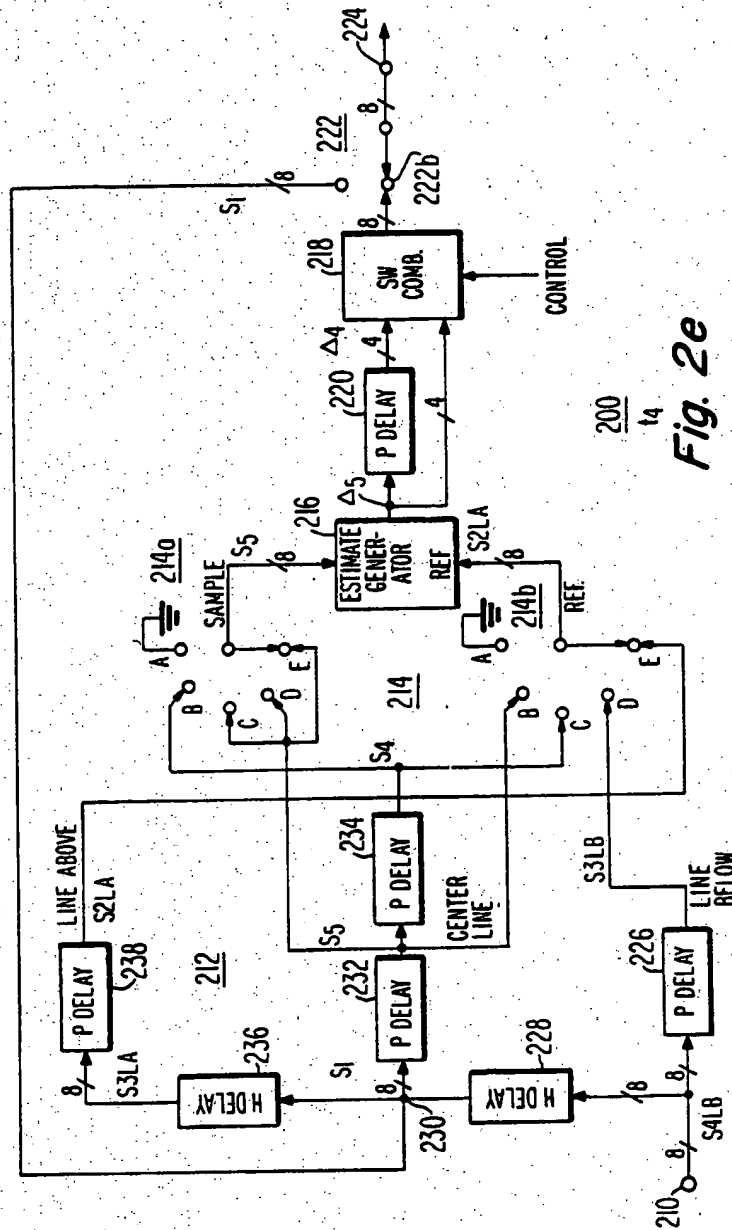 S1
8
222
8
224
222b
8
218
SW
COMB.
CONTROL
Δ4
4
220
P DELAY
4
Δ5
216
ESTIMATE
GENER-
ATOR
REF
S5
8
SAMPLE
214a
A
B
C
D
E
214
S2LA
8
214b
REF.
A
B
C
D
E
S4
234
P DELAY
S5
CENTER
LINE
232
P DELAY
LINE ABOVE
S2LA
P DELAY
238
212
S3LA
8
236
H DELAY
S1
8
230
228
H DELAY
8
S3LB
LINE
BELOW
226
P DELAY
8
S4LB
8
210
200
t4
Fig. 2e